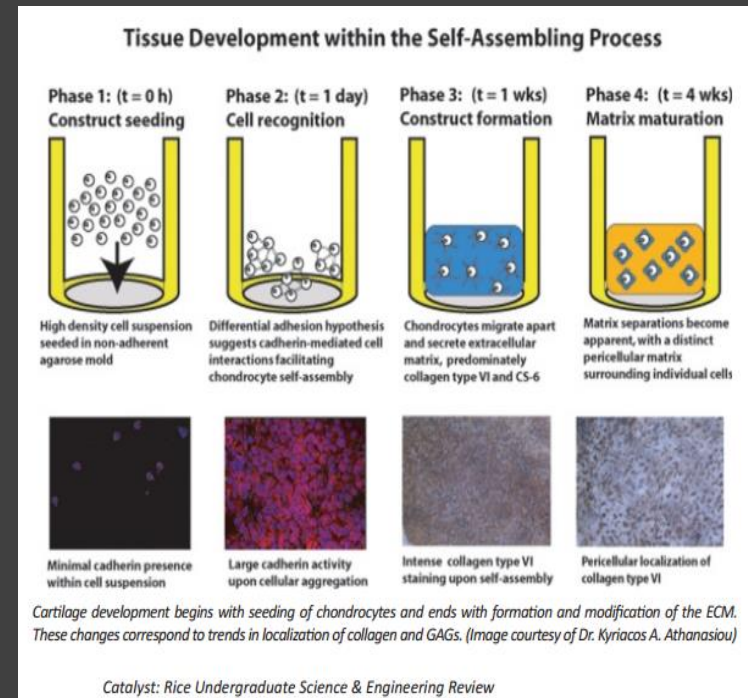 Tissue Development within the Self-Assembling Process
Phase 1: (t = 0 h)
Construct seeding
High density cell suspension
seeded in non-adherent
agarose mold
Minimal cadherin presence
within cell suspension
Phase 2: (t = 1 day)
Cell recognition
Differential adhesion hypothesis
suggests cadherin-mediated cell
interactions facilitating
chondrocyte self-assembly
Large cadherin activity
upon cellular aggregation
Phase 3: (t = 1 wks)
Construct formation
Chondrocytes migrate apart
and secrete extracellular
matrix, predominately
collagen type VI and CS-6
Intense collagen type VI
staining upon self-assembly
Phase 4: (t = 4 wks)
Matrix maturation
Matrix separations become
apparent, with a distinct
pericellular matrix
surrounding individual cells
Pericellular localization of
collagen type VI
Cartilage development begins with seeding of chondrocytes and ends with formation and modification of the ECM.
These changes correspond to trends in localization of collagen and GAGs. (Image courtesy of Dr. Kyriacos A. Athanasiou)
Catalyst: Rice Undergraduate Science & Engineering Review